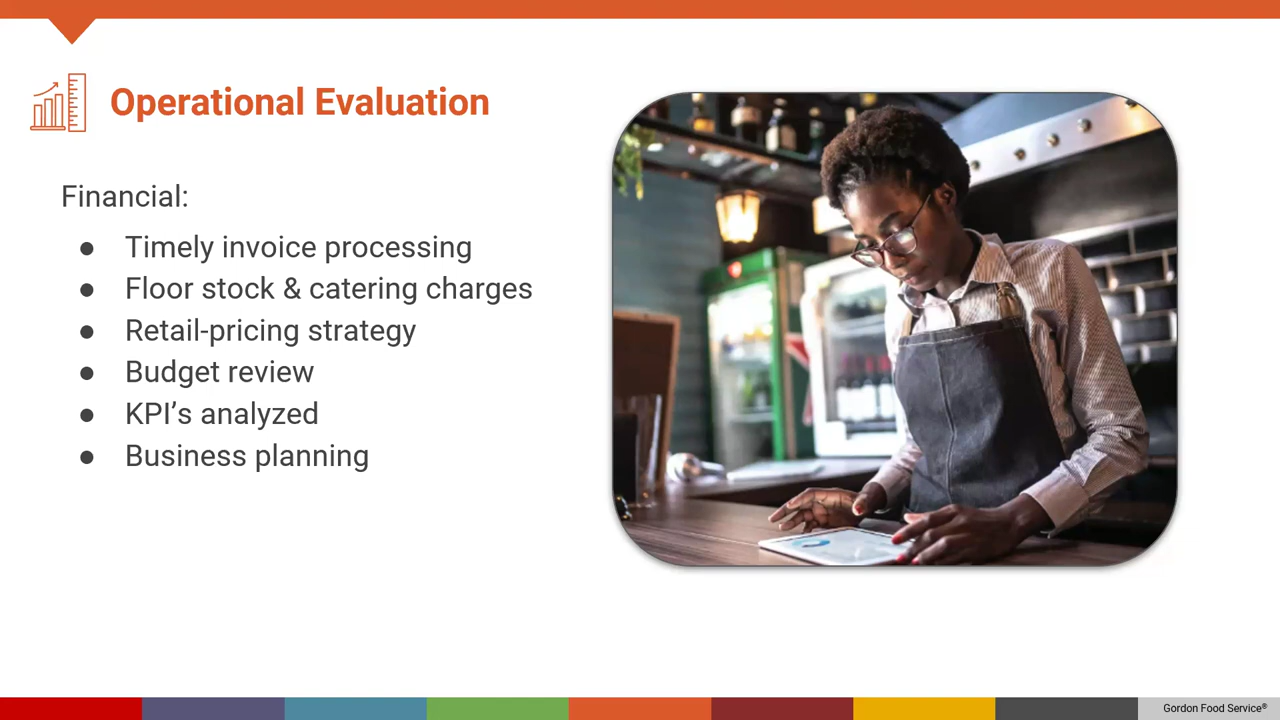 Operational Evaluation
Financial:
● Timely invoice processing
● Floor stock & catering charges
● Retail-pricing strategy
● Budget review
● KPI’s analyzed
● Business planning
Gordon Food Service®